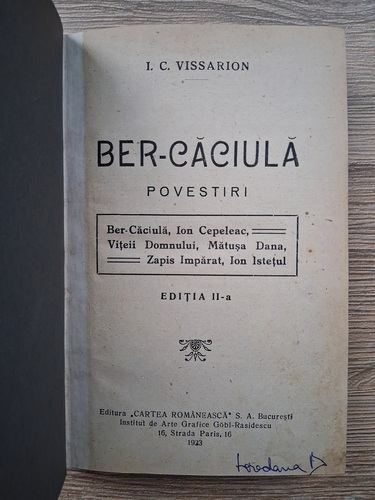 I. C. VISSARION
BER-CĂCIULĂ
POVESTIRI
Ber-Căciulă, Ion Cepeleac,
Viţeii Domnului, Mătuşa Dana,
Zapis Impărat, Ion Isteţul
EDIŢIA II-a
Editura „CARTEA ROMÂNEASCĂ" S. A. Bucureşti
Institut de Arte Grafice Göbl-Rasidescu
16, Strada Paris, 16
1923